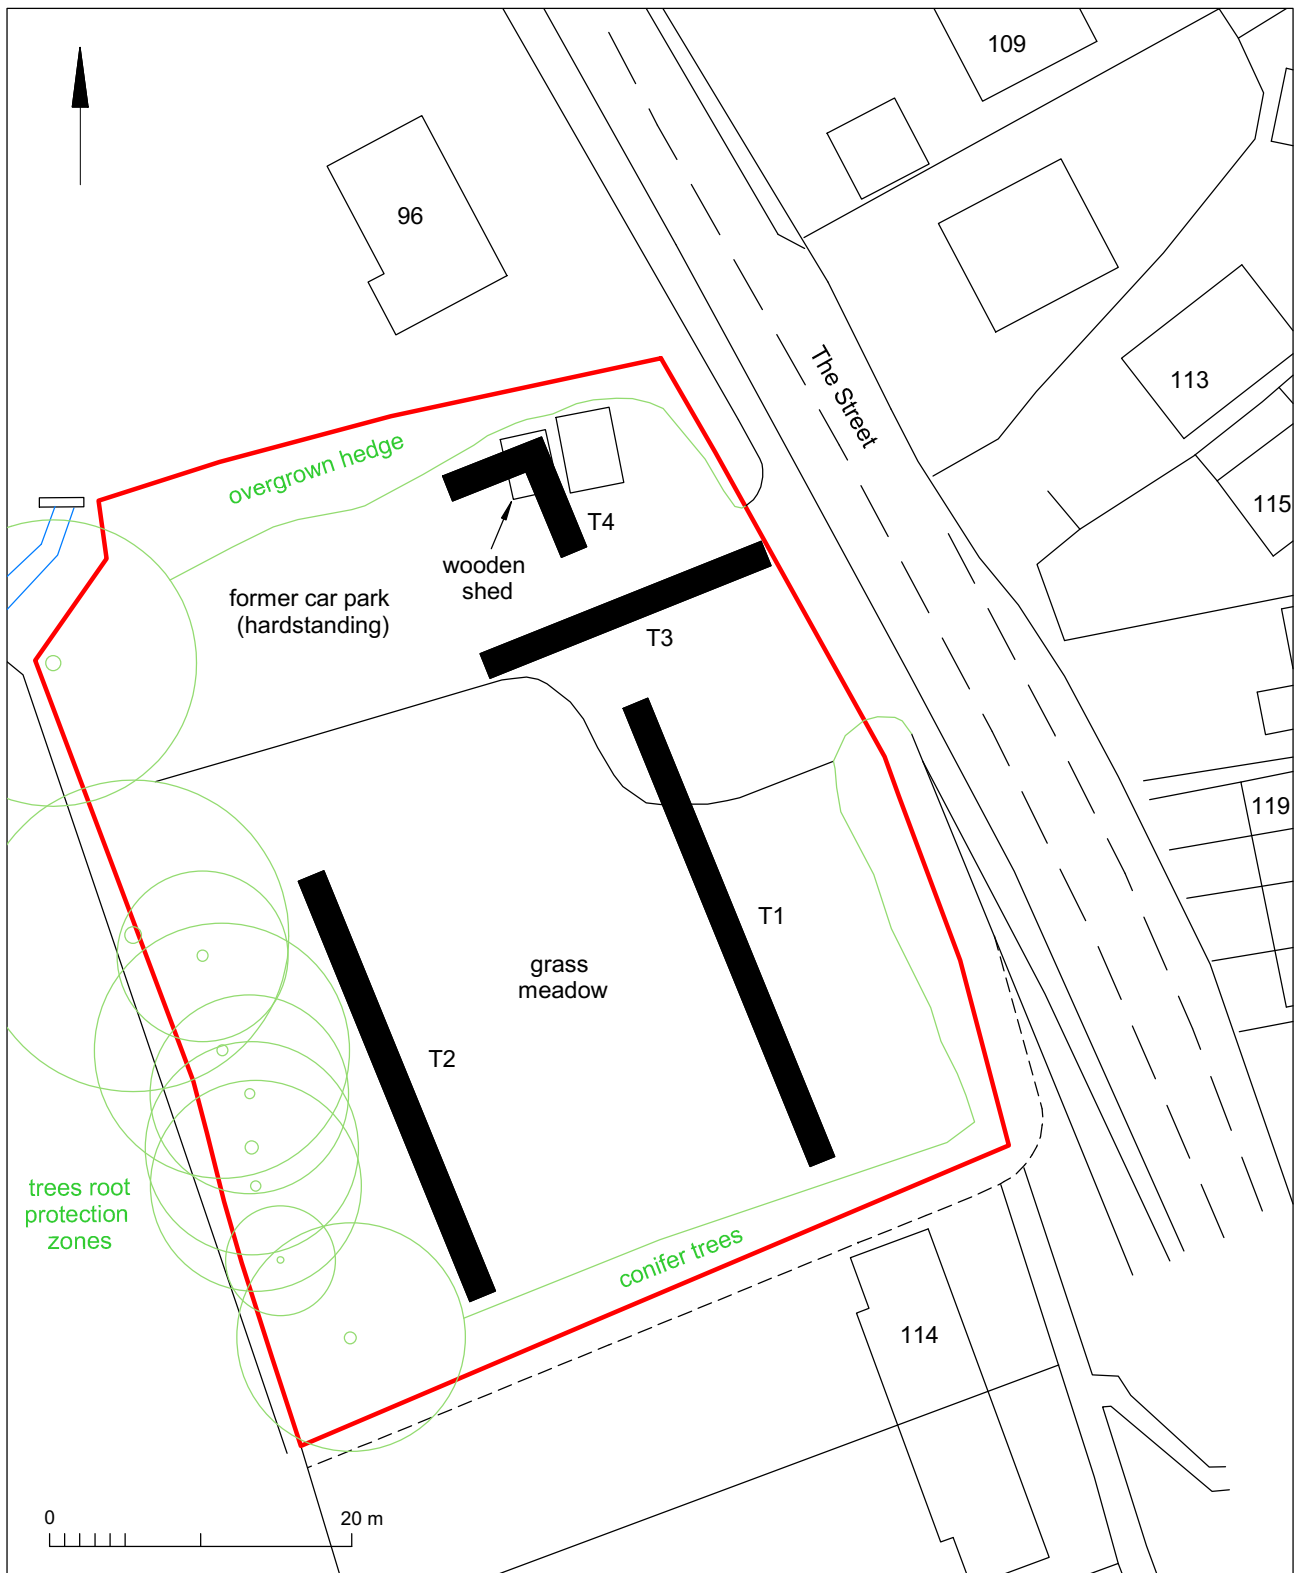 109
96
The Street
113
overgrown hedge
115
T4
wooden
shed
former car park
(hardstanding)
T3
119
T1
grass
meadow
T2
trees root
protection
zones
conifer trees
114
0
20 m